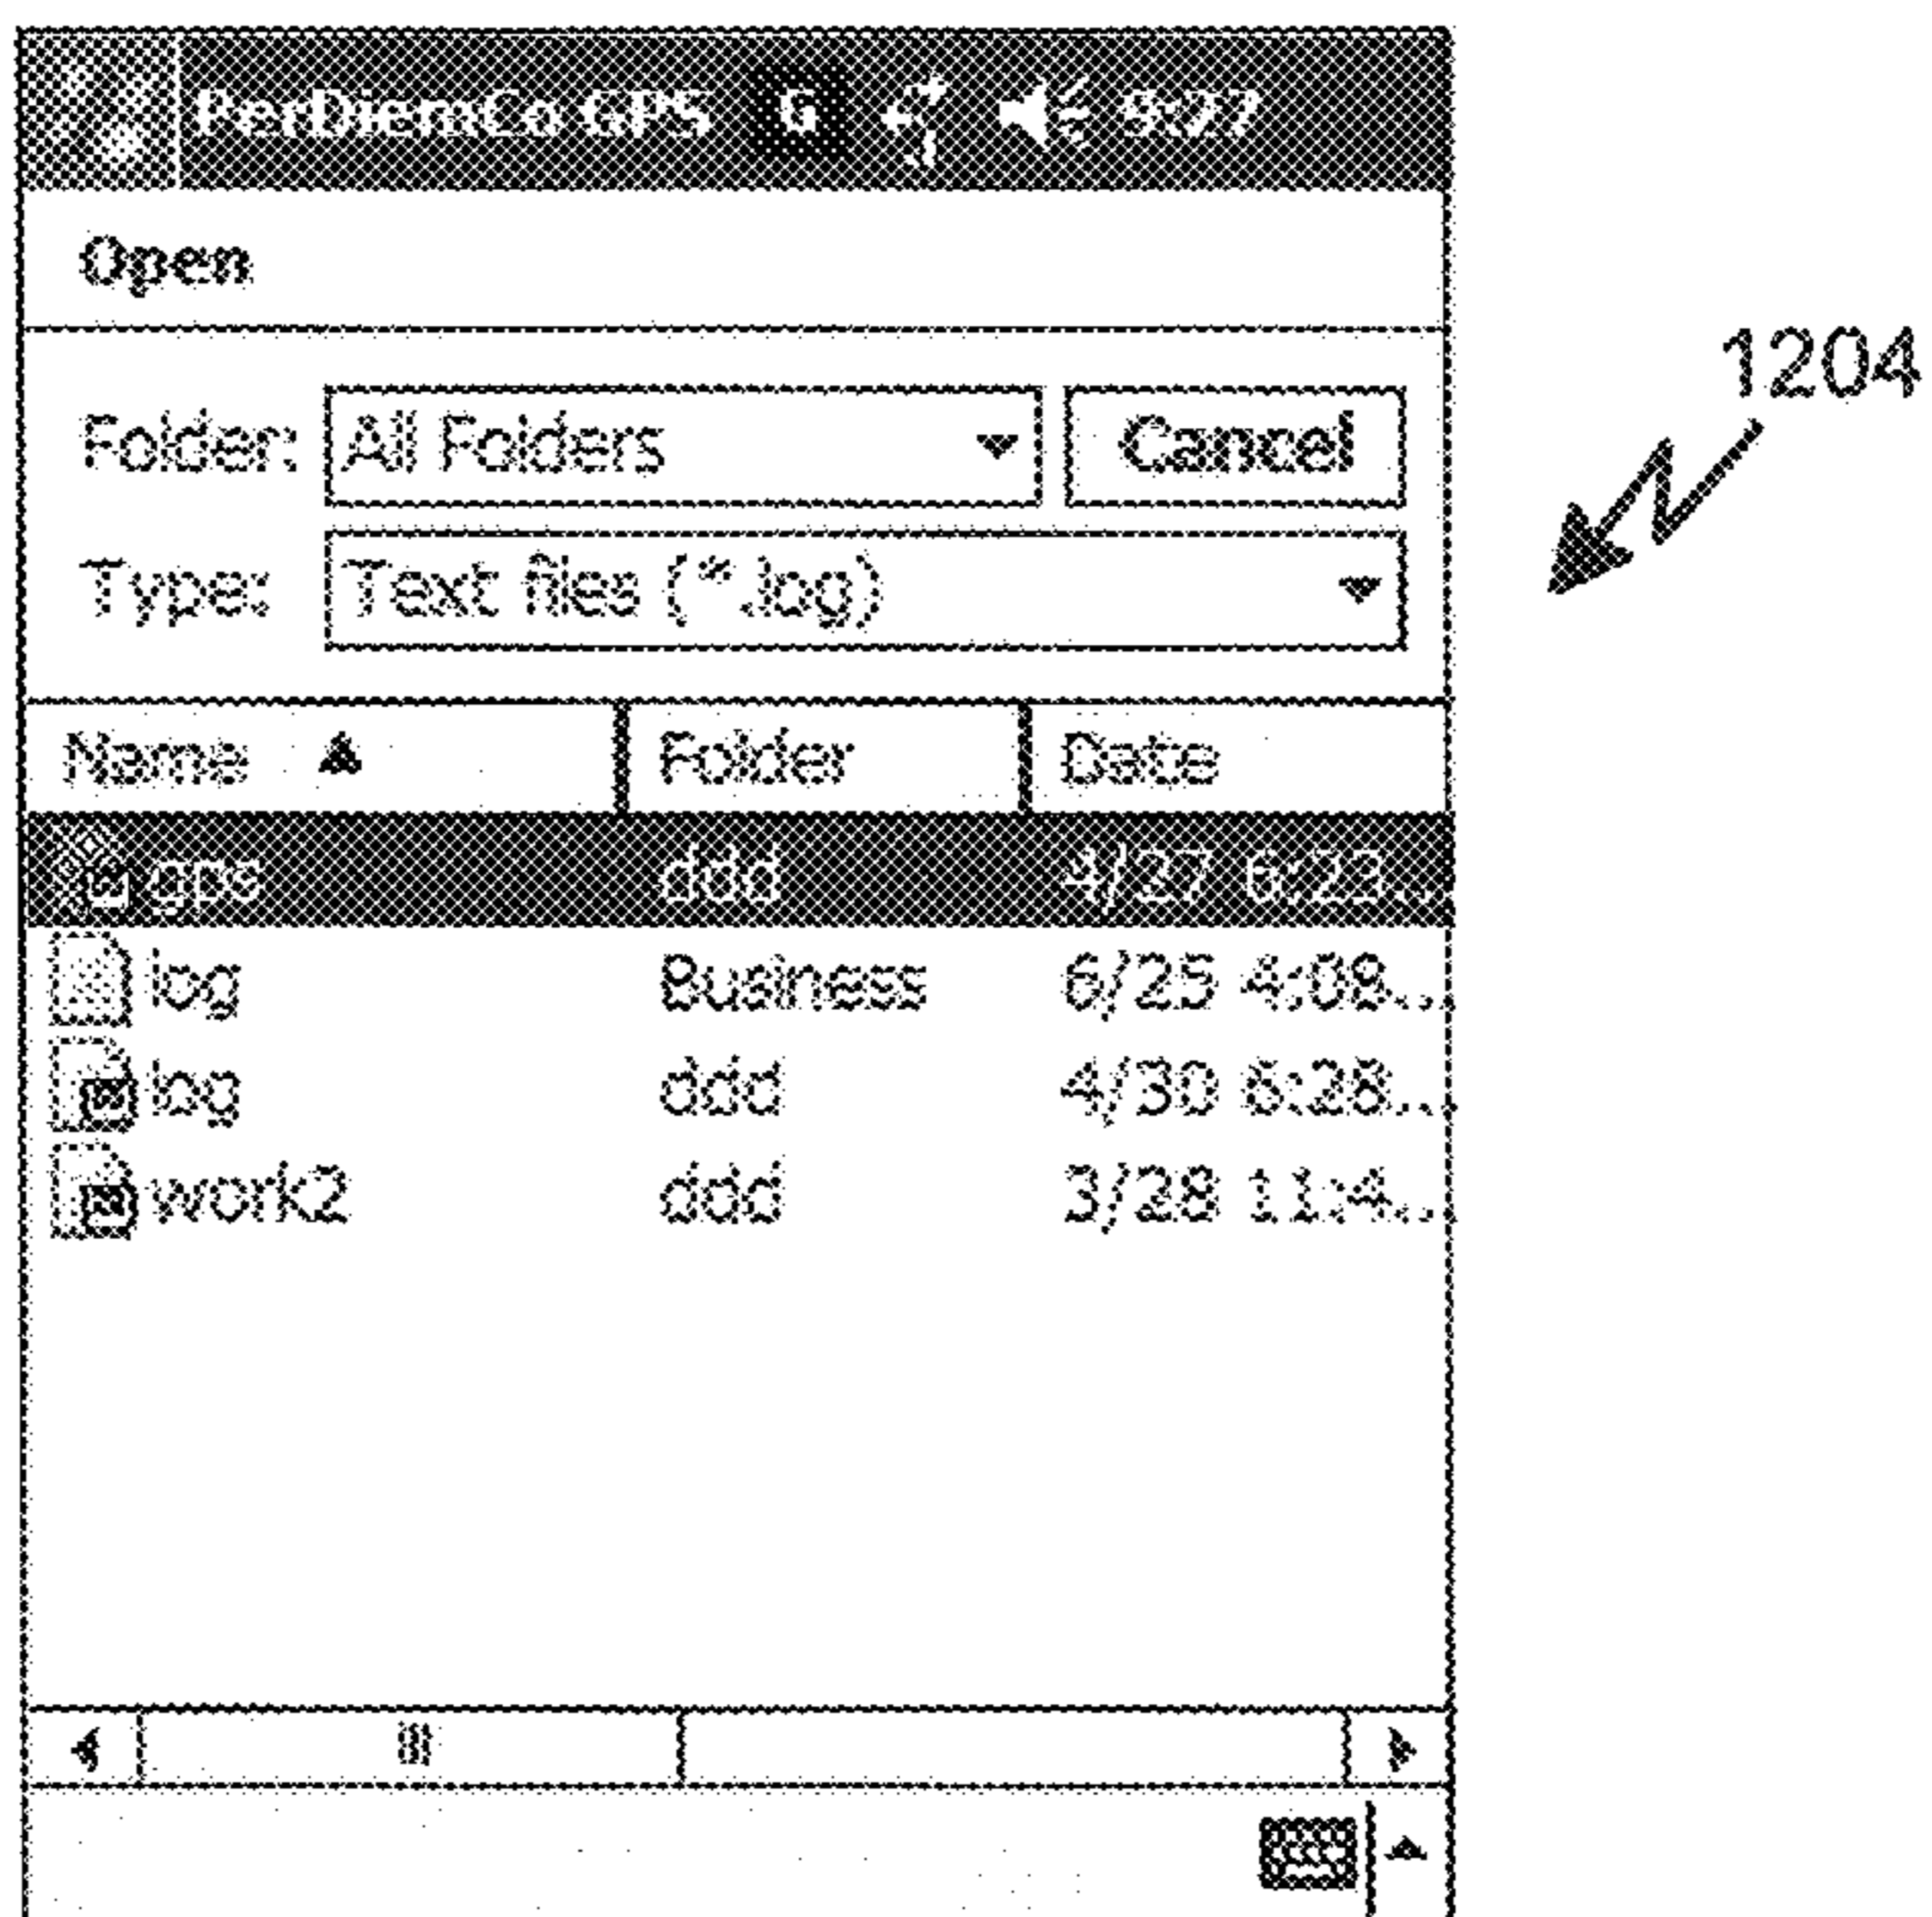 PerDiemCo GPS G 9:27
Open
1204
Folder: All Folders Cancel
Type: Text files (*.log)
Name Folder Date
gps ddd 4/27 6:23...
log Business 6/25 4:09...
log ddd 4/30 6:28...
work2 ddd 3/28 11:4...